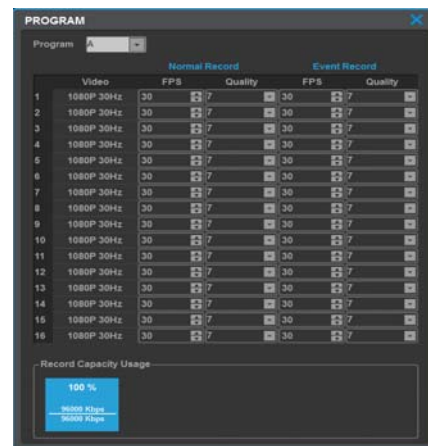 PROGRAM
Program A
Normal Record Event Record
Video FPS Quality FPS Quality
1 1080P 30Hz 30 7 30 7
2 1080P 30Hz 30 7 30 7
3 1080P 30Hz 30 7 30 7
4 1080P 30Hz 30 7 30 7
5 1080P 30Hz 30 7 30 7
6 1080P 30Hz 30 7 30 7
7 1080P 30Hz 30 7 30 7
8 1080P 30Hz 30 7 30 7
9 1080P 30Hz 30 7 30 7
10 1080P 30Hz 30 7 30 7
11 1080P 30Hz 30 7 30 7
12 1080P 30Hz 30 7 30 7
13 1080P 30Hz 30 7 30 7
14 1080P 30Hz 30 7 30 7
15 1080P 30Hz 30 7 30 7
16 1080P 30Hz 30 7 30 7
Record Capacity Usage
100 %
96000 Kbps
96000 Kbps